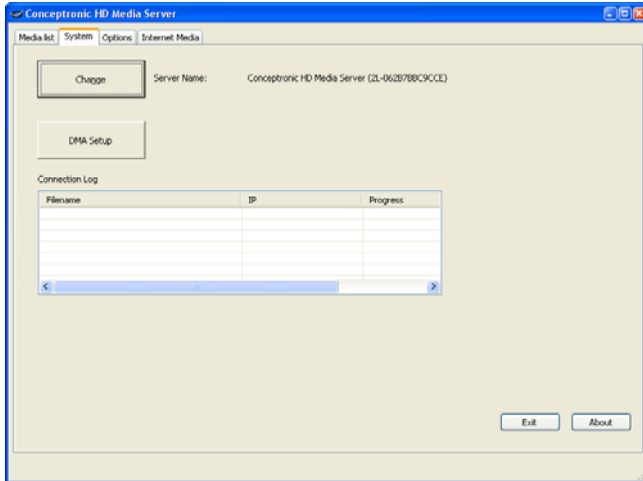 Conceptronic HD Media Server
Media list System Options Internet Media
Change Server Name: Conceptronic HD Media Server (2L-062B7BBC9CCE)
DMA Setup
Connection Log
Filename IP Progress
Exit About